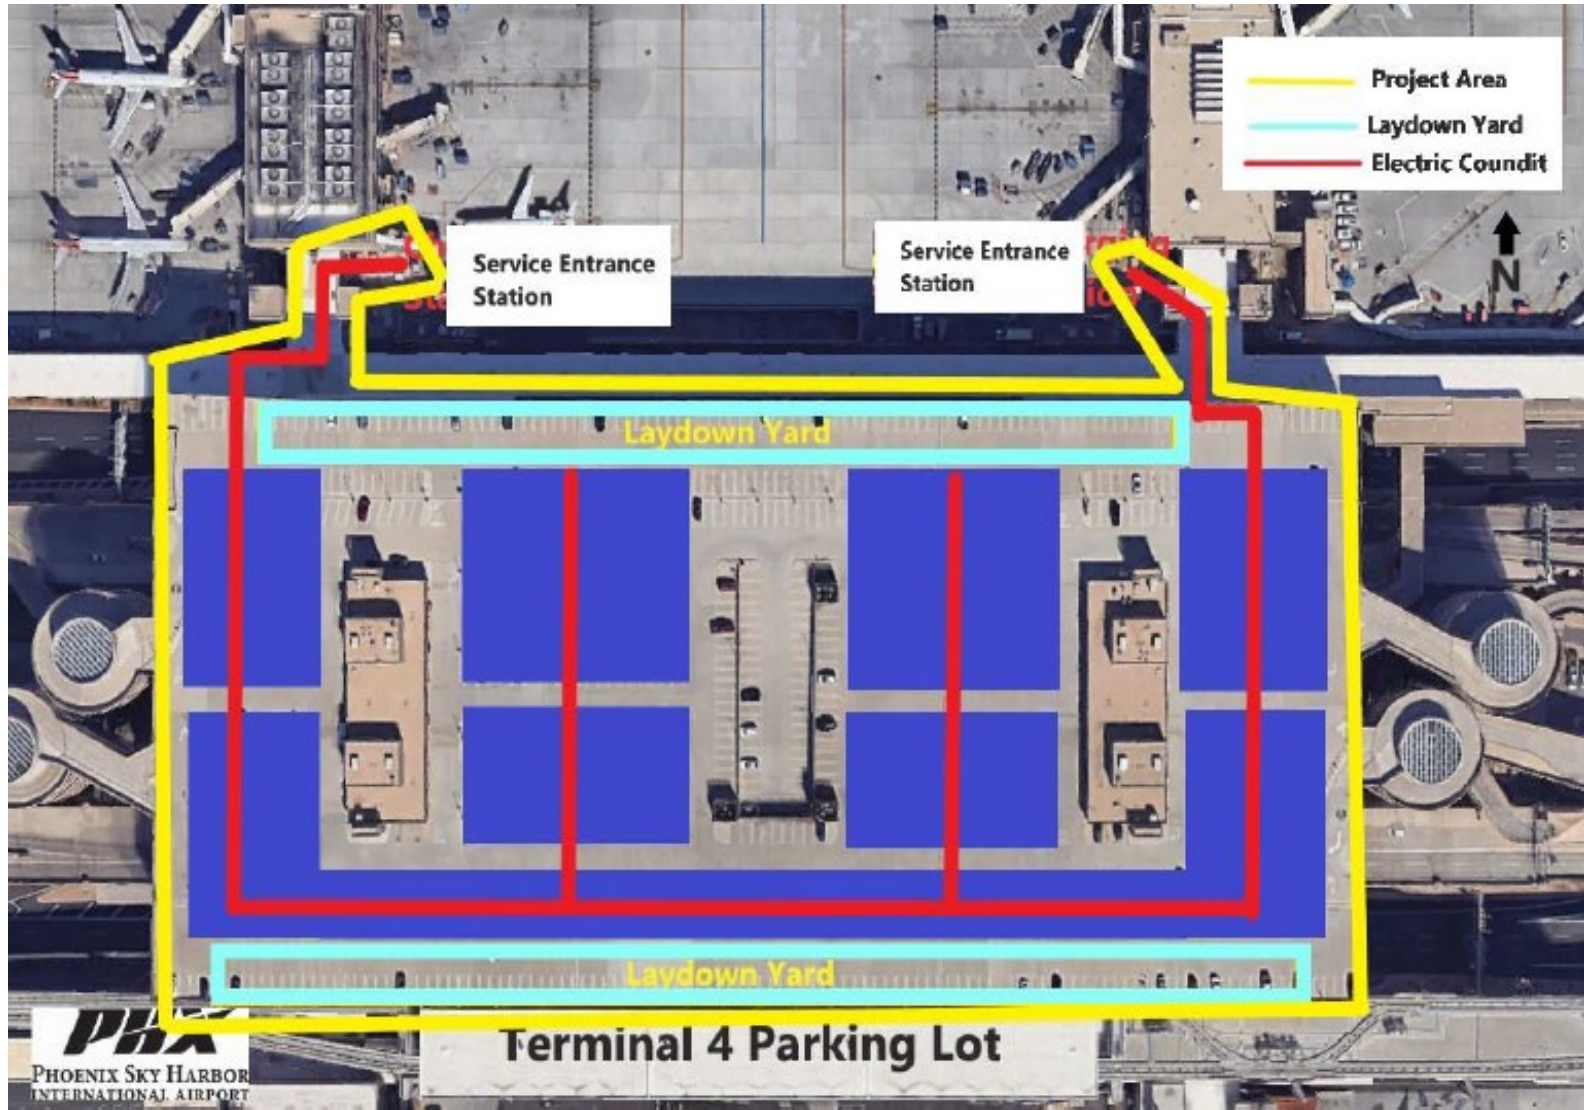 Project Area
Laydown Yard
Electric Coundit
N
Service Entrance
Station
Service Entrance
Station
Laydown Yard
Laydown Yard
Terminal 4 Parking Lot
PHX
PHOENIX SKY HARBOR
INTERNATIONAL AIRPORT